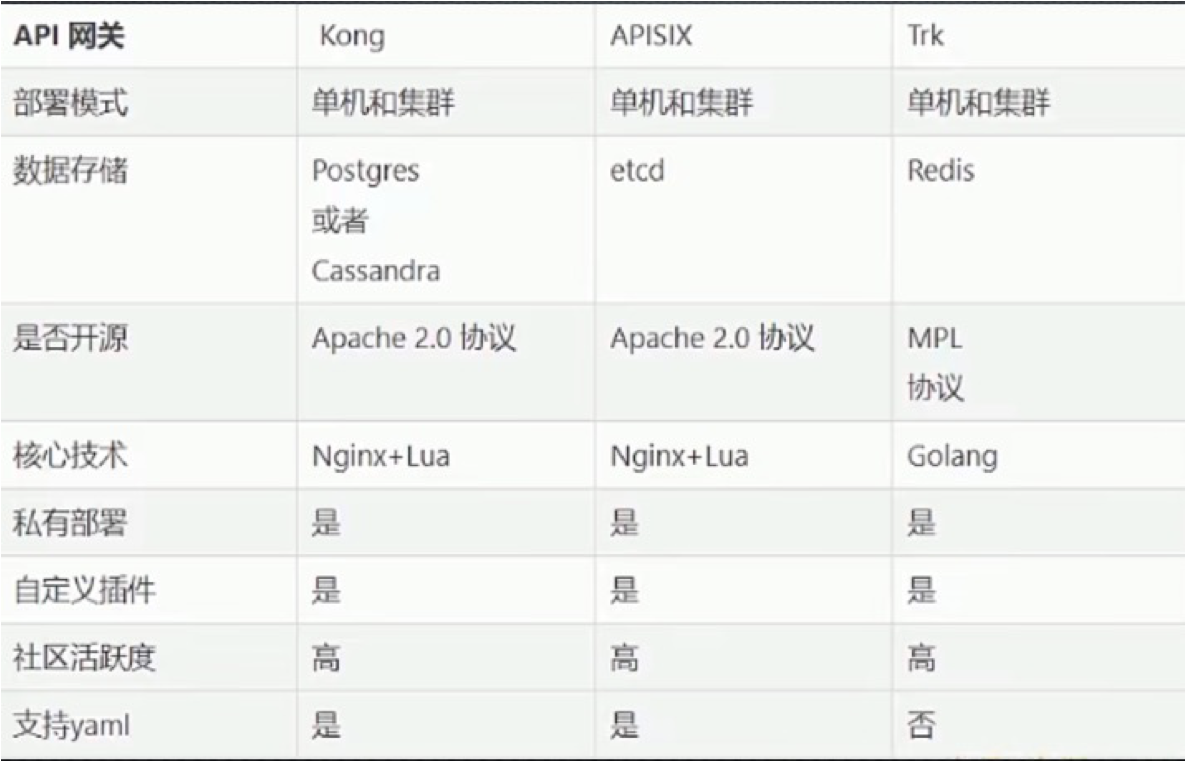 API 网关 Kong APISIX Trk
部署模式 单机和集群 单机和集群 单机和集群
数据存储 Postgres etcd Redis
或者
Cassandra
是否开源 Apache 2.0 协议 Apache 2.0 协议 MPL
协议
核心技术 Nginx+Lua Nginx+Lua Golang
私有部署 是 是 是
自定义插件 是 是 是
社区活跃度 高 高 高
支持yaml 是 是 否